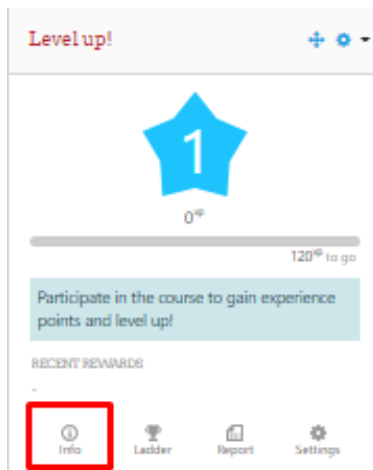 Level up!
1
0xp
120xp to go
Participate in the course to gain experience
points and level up!
RECENT REWARDS
-
Info Ladder Report Settings